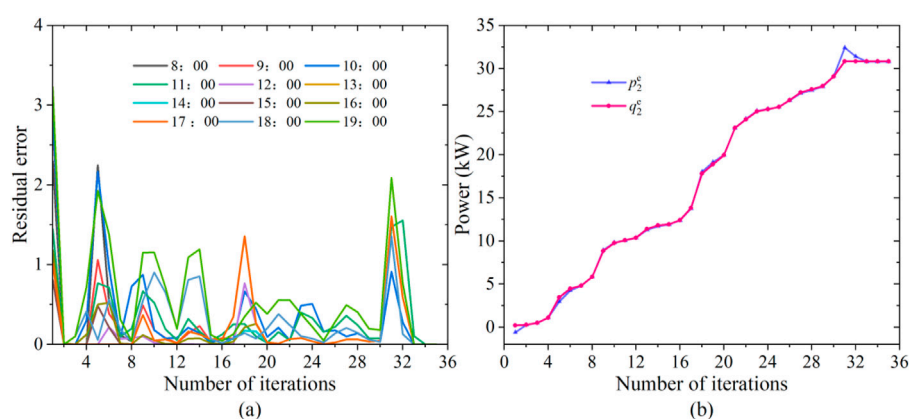 4
3
2
1
0
Residual error
8：00
9：00
10：00
11：00
12：00
13：00
14：00
15：00
16：00
17：00
18：00
19：00
4 8 12 16 20 24 28 32 36
Number of iterations
(a)
35
30
25
20
15
10
5
0
Power (kW)
p₂ᵉ
q₂ᵉ
0 4 8 12 16 20 24 28 32 36
Number of iterations
(b)